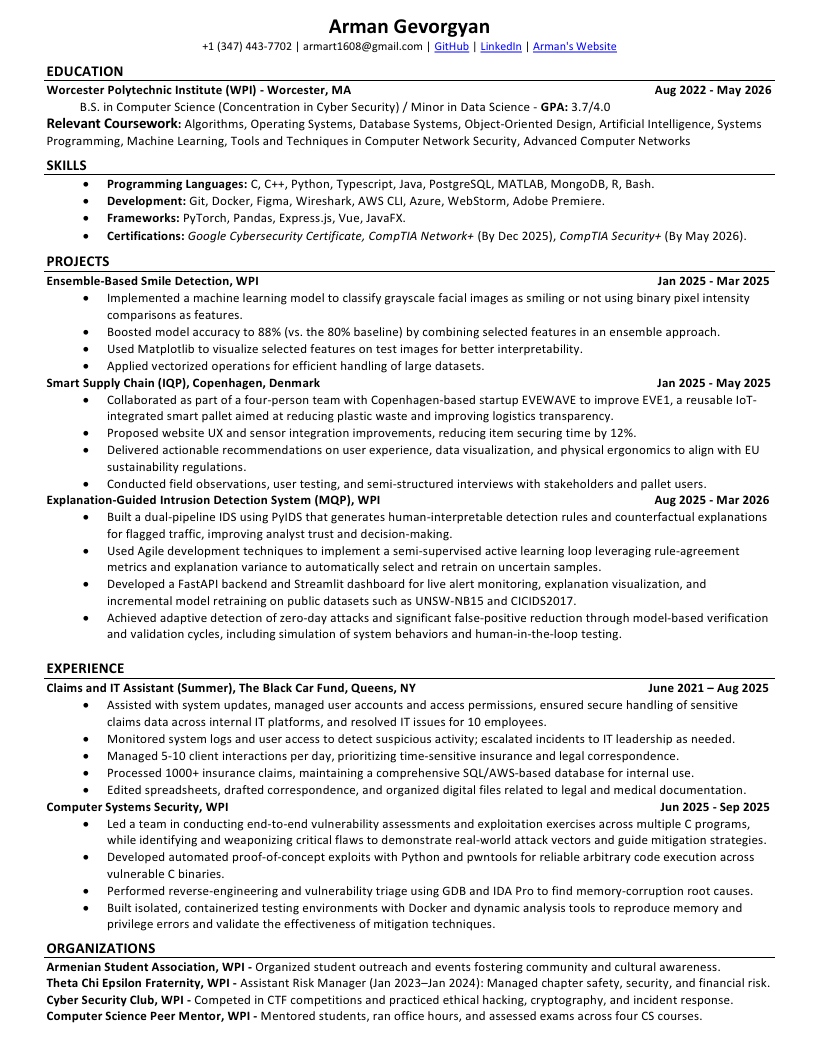 Arman Gevorgyan
+1 (347) 443-7702 | armart1608@gmail.com | GitHub | LinkedIn | Arman's Website
EDUCATION
Worcester Polytechnic Institute (WPI) - Worcester, MA Aug 2022 - May 2026
B.S. in Computer Science (Concentration in Cyber Security) / Minor in Data Science - GPA: 3.7/4.0
Relevant Coursework: Algorithms, Operating Systems, Database Systems, Object-Oriented Design, Artificial Intelligence, Systems
Programming, Machine Learning, Tools and Techniques in Computer Network Security, Advanced Computer Networks
SKILLS
• Programming Languages: C, C++, Python, Typescript, Java, PostgreSQL, MATLAB, MongoDB, R, Bash.
• Development: Git, Docker, Figma, Wireshark, AWS CLI, Azure, WebStorm, Adobe Premiere.
• Frameworks: PyTorch, Pandas, Express.js, Vue, JavaFX.
• Certifications: Google Cybersecurity Certificate, CompTIA Network+ (By Dec 2025), CompTIA Security+ (By May 2026).
PROJECTS
Ensemble-Based Smile Detection, WPI Jan 2025 - Mar 2025
• Implemented a machine learning model to classify grayscale facial images as smiling or not using binary pixel intensity
comparisons as features.
• Boosted model accuracy to 88% (vs. the 80% baseline) by combining selected features in an ensemble approach.
• Used Matplotlib to visualize selected features on test images for better interpretability.
• Applied vectorized operations for efficient handling of large datasets.
Smart Supply Chain (IQP), Copenhagen, Denmark Jan 2025 - May 2025
• Collaborated as part of a four-person team with Copenhagen-based startup EVEWAVE to improve EVE1, a reusable IoT-
integrated smart pallet aimed at reducing plastic waste and improving logistics transparency.
• Proposed website UX and sensor integration improvements, reducing item securing time by 12%.
• Delivered actionable recommendations on user experience, data visualization, and physical ergonomics to align with EU
sustainability regulations.
• Conducted field observations, user testing, and semi-structured interviews with stakeholders and pallet users.
Explanation-Guided Intrusion Detection System (MQP), WPI Aug 2025 - Mar 2026
• Built a dual-pipeline IDS using PyIDS that generates human-interpretable detection rules and counterfactual explanations
for flagged traffic, improving analyst trust and decision-making.
• Used Agile development techniques to implement a semi-supervised active learning loop leveraging rule-agreement
metrics and explanation variance to automatically select and retrain on uncertain samples.
• Developed a FastAPI backend and Streamlit dashboard for live alert monitoring, explanation visualization, and
incremental model retraining on public datasets such as UNSW-NB15 and CICIDS2017.
• Achieved adaptive detection of zero-day attacks and significant false-positive reduction through model-based verification
and validation cycles, including simulation of system behaviors and human-in-the-loop testing.
EXPERIENCE
Claims and IT Assistant (Summer), The Black Car Fund, Queens, NY June 2021 – Aug 2025
• Assisted with system updates, managed user accounts and access permissions, ensured secure handling of sensitive
claims data across internal IT platforms, and resolved IT issues for 10 employees.
• Monitored system logs and user access to detect suspicious activity; escalated incidents to IT leadership as needed.
• Managed 5-10 client interactions per day, prioritizing time-sensitive insurance and legal correspondence.
• Processed 1000+ insurance claims, maintaining a comprehensive SQL/AWS-based database for internal use.
• Edited spreadsheets, drafted correspondence, and organized digital files related to legal and medical documentation.
Computer Systems Security, WPI Jun 2025 - Sep 2025
• Led a team in conducting end-to-end vulnerability assessments and exploitation exercises across multiple C programs,
while identifying and weaponizing critical flaws to demonstrate real-world attack vectors and guide mitigation strategies.
• Developed automated proof-of-concept exploits with Python and pwntools for reliable arbitrary code execution across
vulnerable C binaries.
• Performed reverse-engineering and vulnerability triage using GDB and IDA Pro to find memory-corruption root causes.
• Built isolated, containerized testing environments with Docker and dynamic analysis tools to reproduce memory and
privilege errors and validate the effectiveness of mitigation techniques.
ORGANIZATIONS
Armenian Student Association, WPI - Organized student outreach and events fostering community and cultural awareness.
Theta Chi Epsilon Fraternity, WPI - Assistant Risk Manager (Jan 2023–Jan 2024): Managed chapter safety, security, and financial risk.
Cyber Security Club, WPI - Competed in CTF competitions and practiced ethical hacking, cryptography, and incident response.
Computer Science Peer Mentor, WPI - Mentored students, ran office hours, and assessed exams across four CS courses.